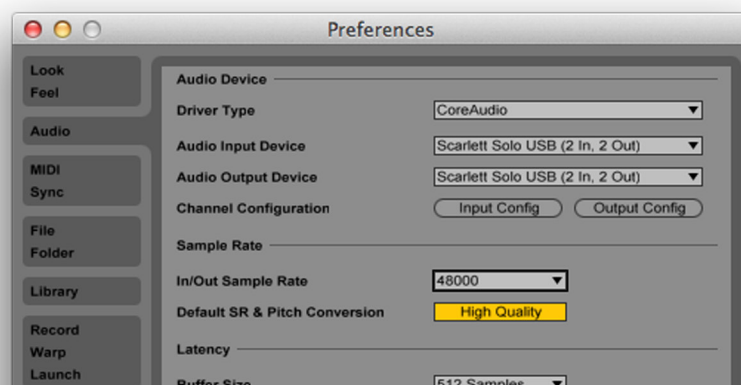 Preferences
Look
Feel
Audio
MIDI
Sync
File
Folder
Library
Record
Warp
Launch
Audio Device
Driver Type CoreAudio
Audio Input Device Scarlett Solo USB (2 In, 2 Out)
Audio Output Device Scarlett Solo USB (2 In, 2 Out)
Channel Configuration Input Config Output Config
Sample Rate
In/Out Sample Rate 48000
Default SR & Pitch Conversion High Quality
Latency
Buffer Size 512 Samples